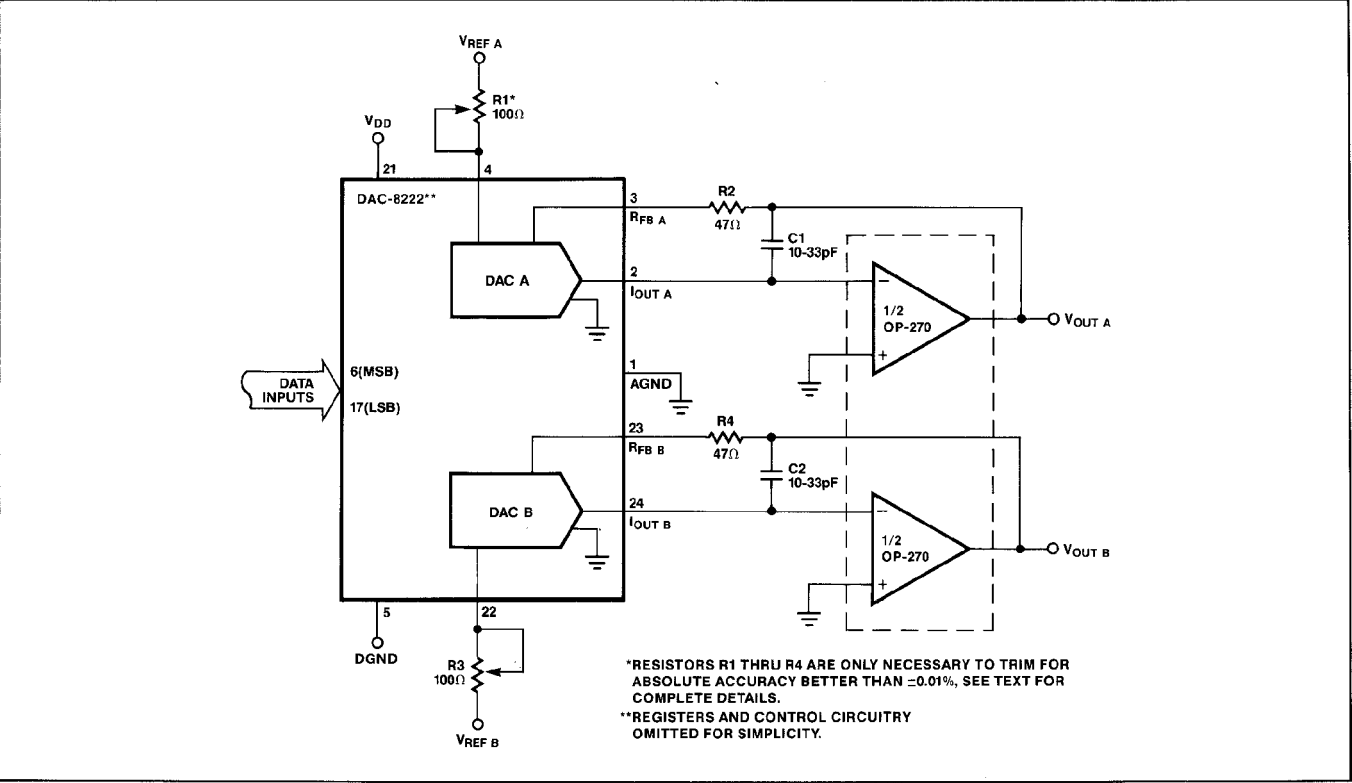 VREF A
R1*
100Ω
VDD
21
4
DAC-8222**
3
RFB A
R2
47Ω
C1
10-33pF
DAC A
2
IOUT A
−
1/2
OP-270
+
VOUT A
6(MSB)
DATA
INPUTS
17(LSB)
1
AGND
23
RFB B
R4
47Ω
C2
10-33pF
DAC B
24
IOUT B
−
1/2
OP-270
+
VOUT B
5
22
DGND
R3
100Ω
VREF B
*RESISTORS R1 THRU R4 ARE ONLY NECESSARY TO TRIM FOR
ABSOLUTE ACCURACY BETTER THAN ±0.01%, SEE TEXT FOR
COMPLETE DETAILS.
**REGISTERS AND CONTROL CIRCUITRY
OMITTED FOR SIMPLICITY.